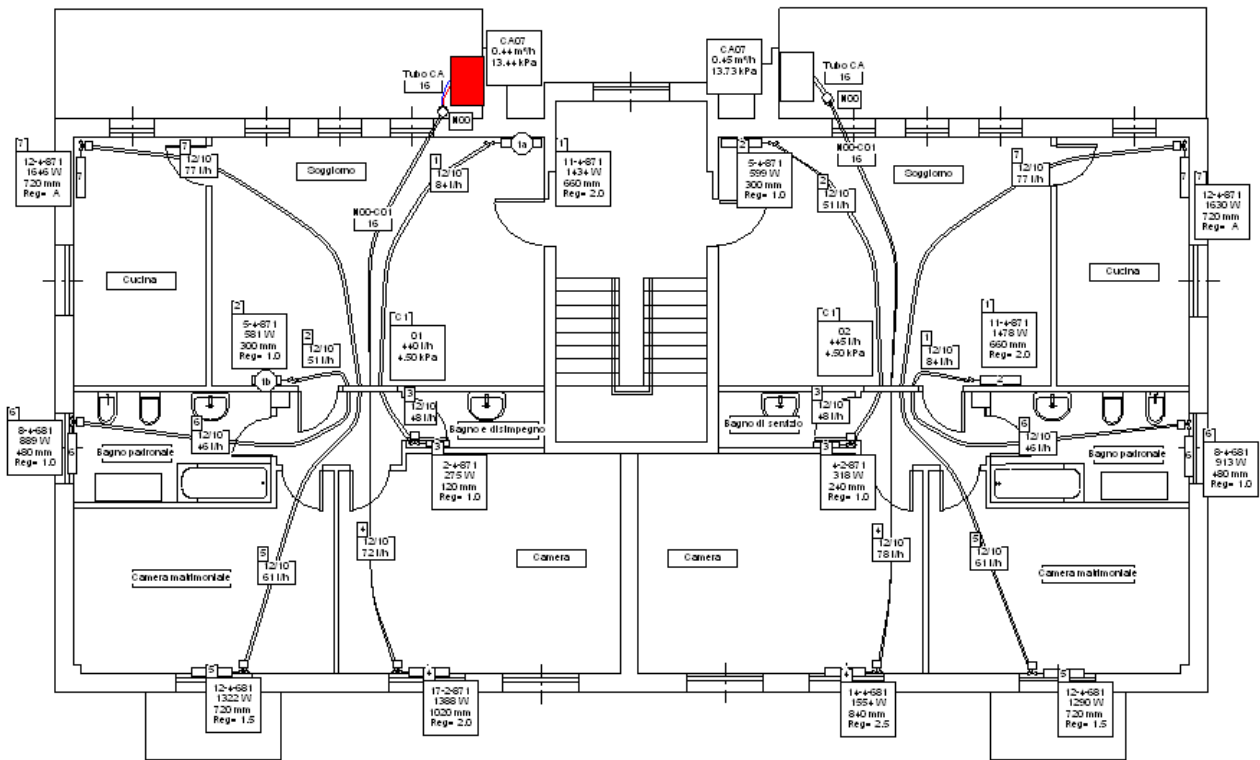 CA07
0.44 m³/h
13.44 kPa
CA07
0.45 m³/h
13.73 kPa
Tubo CA
16
Tubo CA
16
N00
N00
7
12-4-871
1646 W
720 mm
Reg= A
7
7
12/10
77 l/h
Soggiorno
1
12/10
84 l/h
1a
1
11-4-871
1434 W
660 mm
Reg= 2.0
2
5-4-871
599 W
300 mm
Reg= 1.0
2
12/10
51 l/h
N00-C01
16
N00-C01
16
Soggiorno
7
12/10
77 l/h
7
12-4-871
1630 W
720 mm
Reg= A
Cucina
Cucina
2
5-4-871
581 W
300 mm
Reg= 1.0
2
12/10
51 l/h
1b
C1
01
440 l/h
4.50 kPa
C1
02
445 l/h
4.50 kPa
1
12/10
84 l/h
1
11-4-871
1478 W
660 mm
Reg= 2.0
2
6
8-4-681
889 W
480 mm
Reg= 1.0
6
6
12/10
46 l/h
Bagno padronale
3
12/10
48 l/h
Bagno e disimpegno
3
2-4-871
275 W
120 mm
Reg= 1.0
Bagno di servizio
3
12/10
48 l/h
3
4-2-871
318 W
240 mm
Reg= 1.0
6
12/10
46 l/h
Bagno padronale
6
6
8-4-681
913 W
480 mm
Reg= 1.0
5
12/10
61 l/h
Camera matrimoniale
4
12/10
72 l/h
Camera
Camera
4
12/10
78 l/h
5
12/10
61 l/h
Camera matrimoniale
5
12-4-681
1322 W
720 mm
Reg= 1.5
4
17-2-871
1388 W
1020 mm
Reg= 2.0
4
14-4-681
1554 W
840 mm
Reg= 2.5
5
12-4-681
1290 W
720 mm
Reg= 1.5